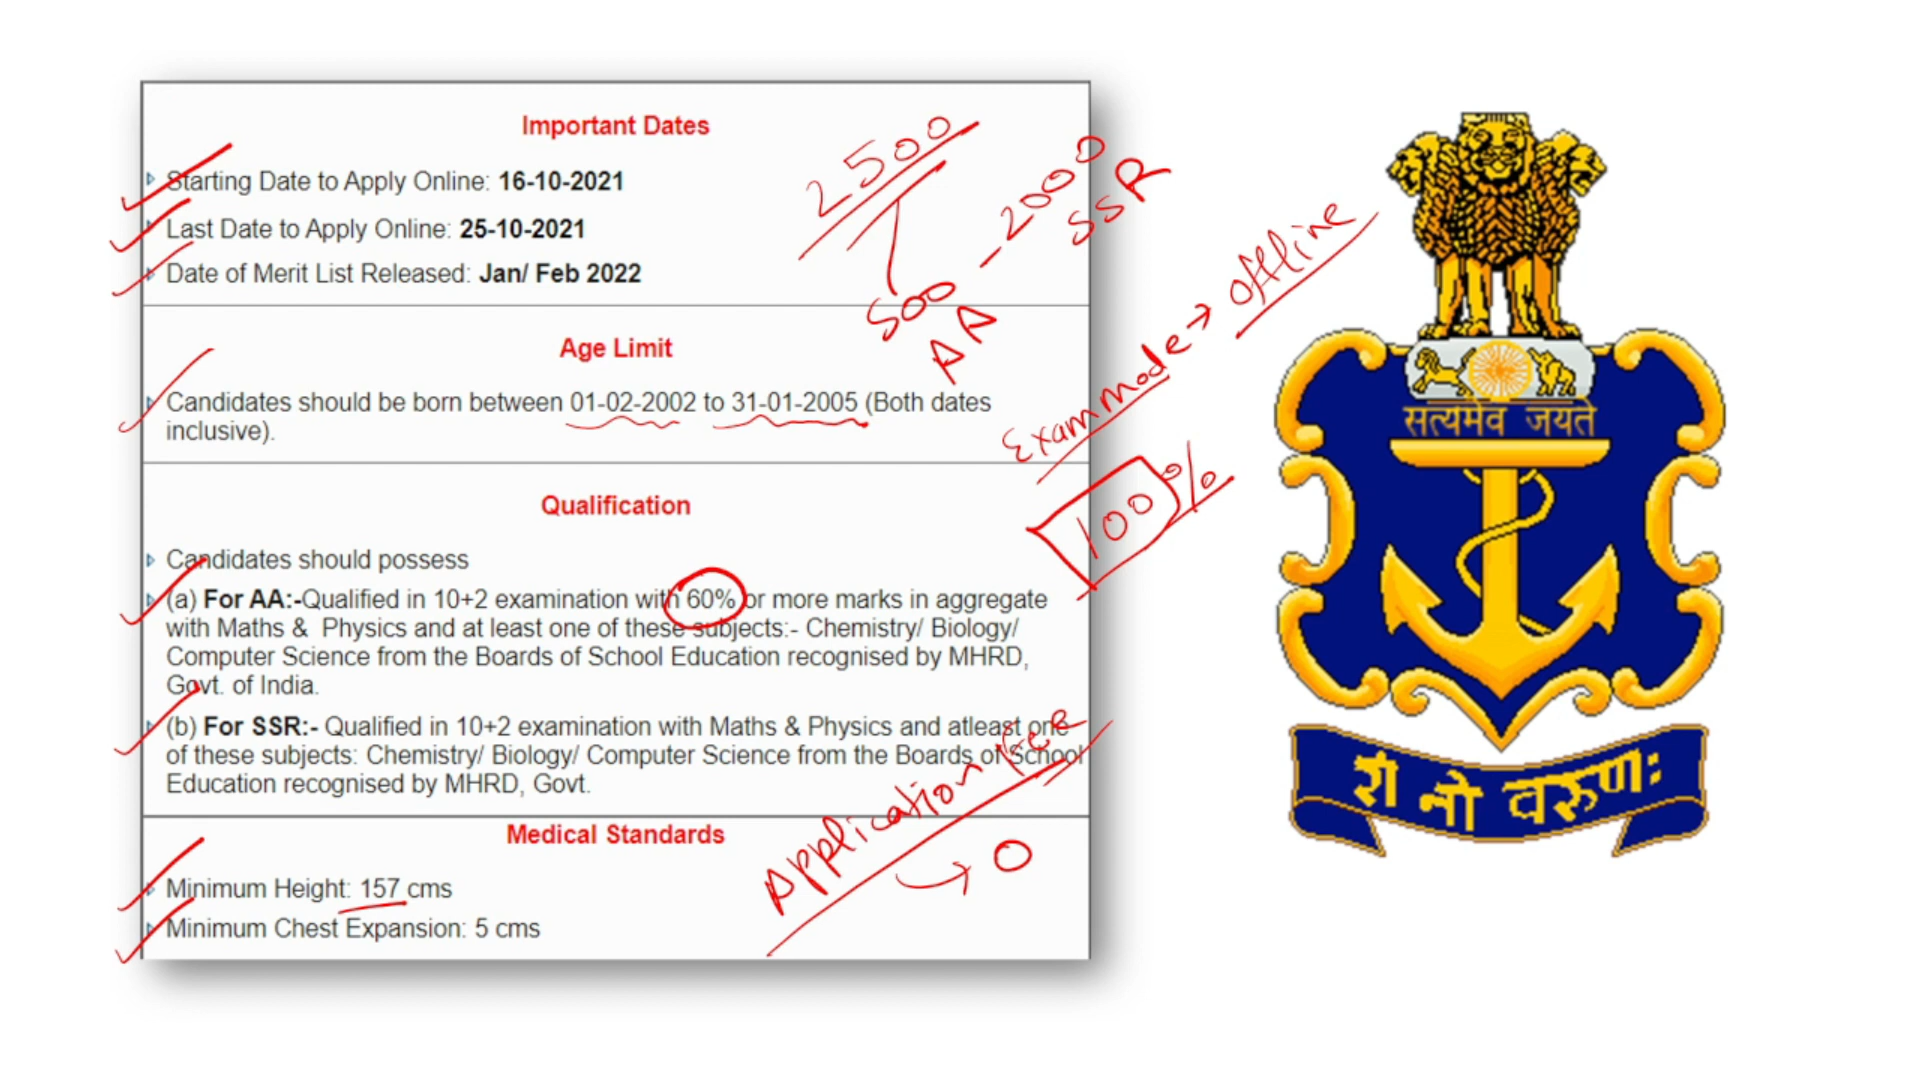 Important Dates
Starting Date to Apply Online: 16-10-2021
Last Date to Apply Online: 25-10-2021
Date of Merit List Released: Jan/ Feb 2022
2500
- 2000
SSR
500
AA
Exam mode → offline
100%
Age Limit
Candidates should be born between 01-02-2002 to 31-01-2005 (Both dates
inclusive).
Qualification
Candidates should possess
(a) For AA:-Qualified in 10+2 examination with 60% or more marks in aggregate
with Maths & Physics and at least one of these subjects:- Chemistry/ Biology/
Computer Science from the Boards of School Education recognised by MHRD,
Govt. of India.
(b) For SSR:- Qualified in 10+2 examination with Maths & Physics and atleast one
of these subjects: Chemistry/ Biology/ Computer Science from the Boards of School
Education recognised by MHRD, Govt.
Application Fee
→ 0
Medical Standards
Minimum Height: 157 cms
Minimum Chest Expansion: 5 cms
सत्यमेव जयते
शं नो वरुणः